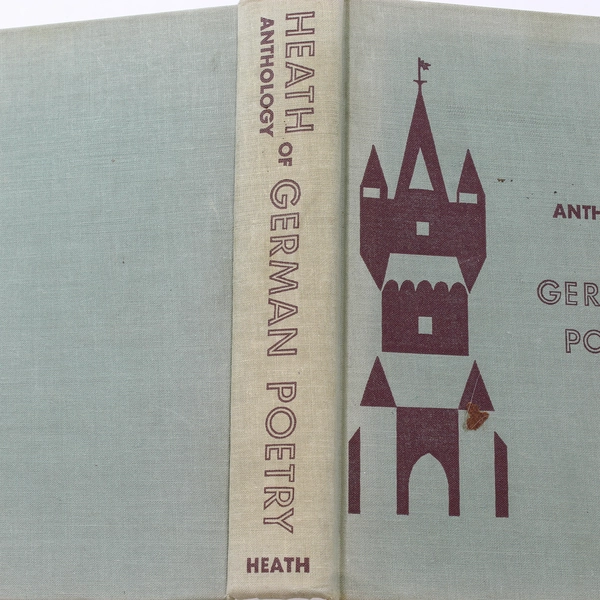 HEATH
ANTHOLOGY
OF GERMAN POETRY
HEATH
ANTH
GER
PO